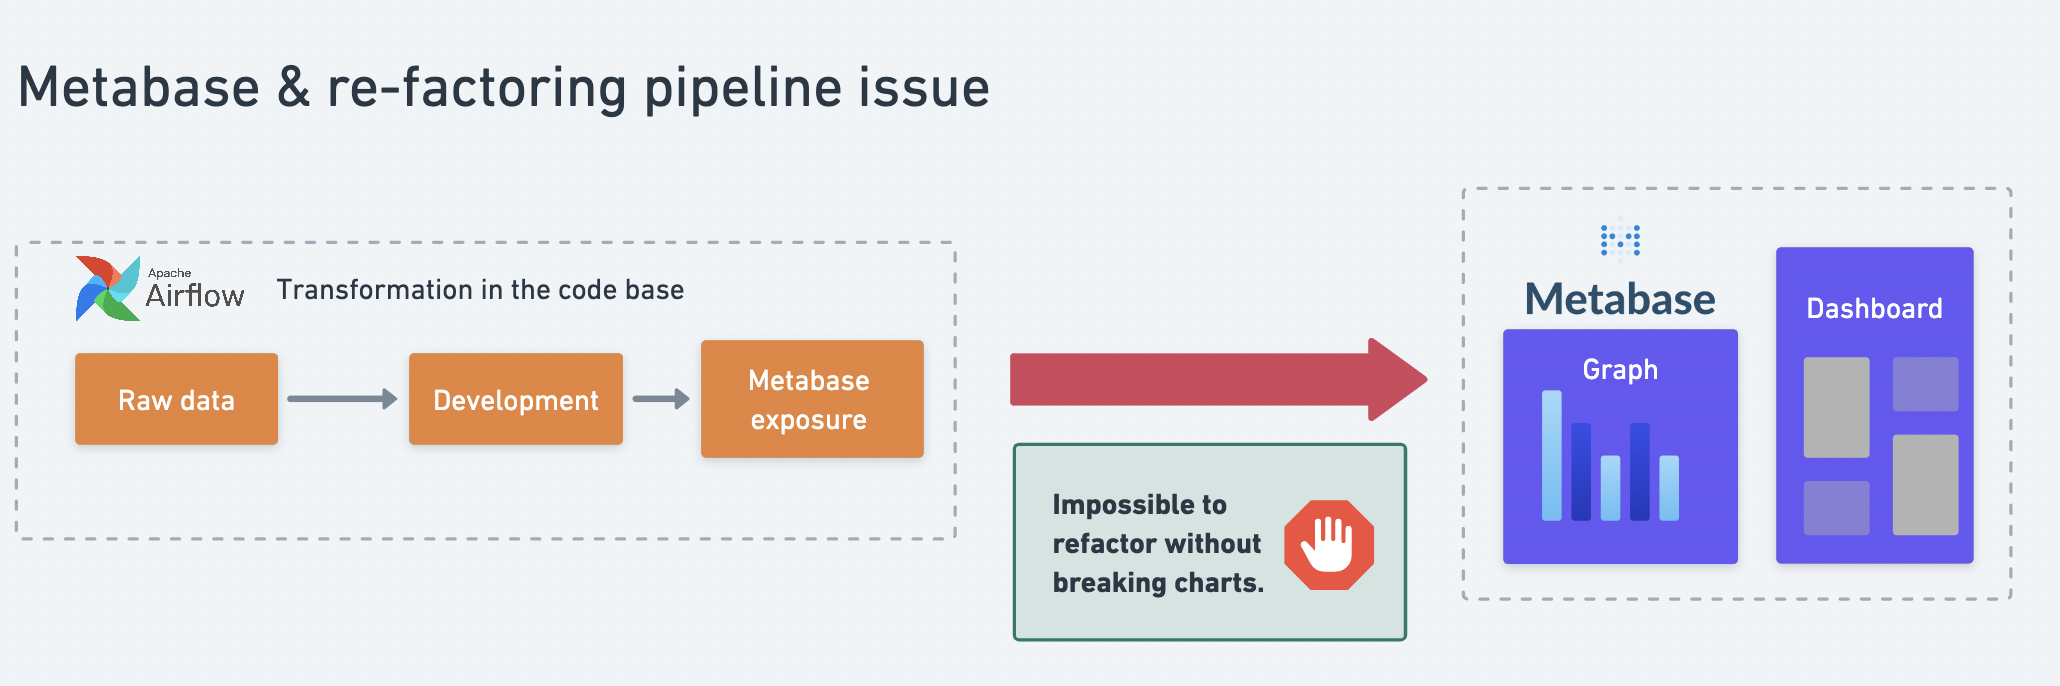 Metabase & re-factoring pipeline issue
Apache
Airflow
Transformation in the code base
Raw data
Development
Metabase
exposure
Impossible to
refactor without
breaking charts.
Metabase
Graph
Dashboard